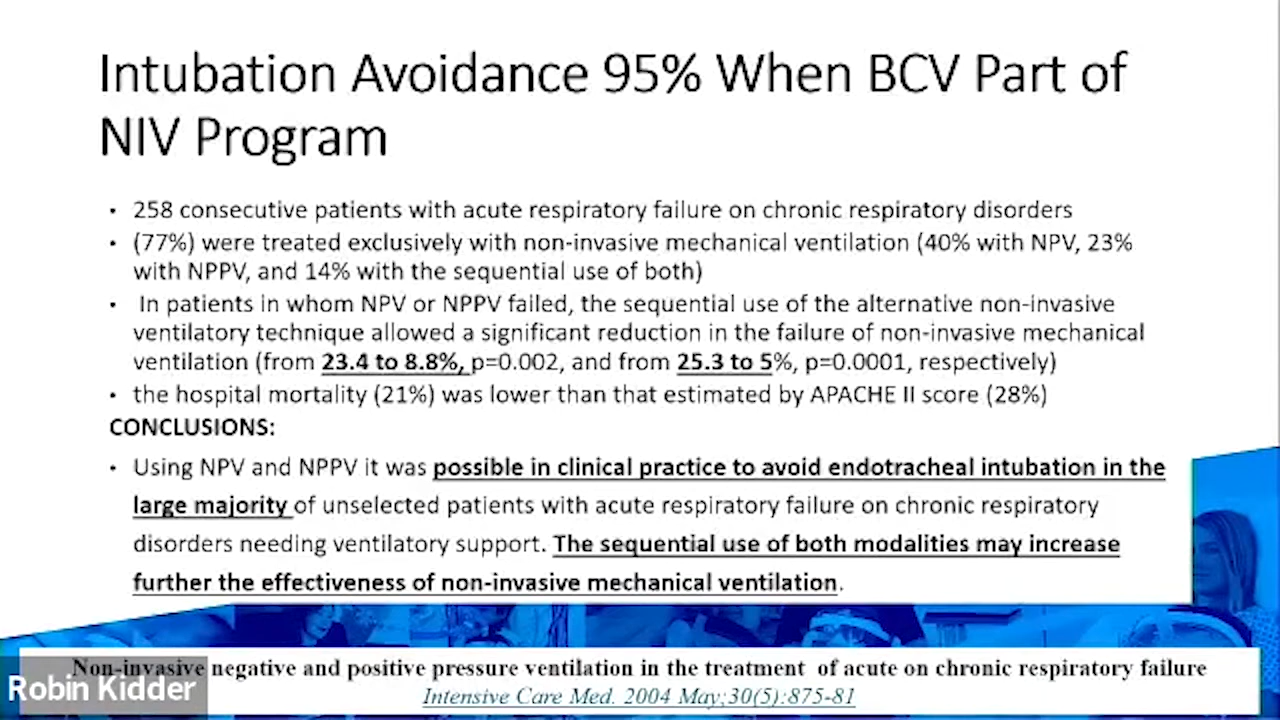 Intubation Avoidance 95% When BCV Part of
NIV Program
• 258 consecutive patients with acute respiratory failure on chronic respiratory disorders
• (77%) were treated exclusively with non-invasive mechanical ventilation (40% with NPV, 23%
with NPPV, and 14% with the sequential use of both)
• In patients in whom NPV or NPPV failed, the sequential use of the alternative non-invasive
ventilatory technique allowed a significant reduction in the failure of non-invasive mechanical
ventilation (from 23.4 to 8.8%, p=0.002, and from 25.3 to 5%, p=0.0001, respectively)
• the hospital mortality (21%) was lower than that estimated by APACHE II score (28%)
CONCLUSIONS:
• Using NPV and NPPV it was possible in clinical practice to avoid endotracheal intubation in the
large majority of unselected patients with acute respiratory failure on chronic respiratory
disorders needing ventilatory support. The sequential use of both modalities may increase
further the effectiveness of non-invasive mechanical ventilation.
Non-invasive negative and positive pressure ventilation in the treatment of acute on chronic respiratory failure
Robin Kidder
Intensive Care Med. 2004 May;30(5):875-81